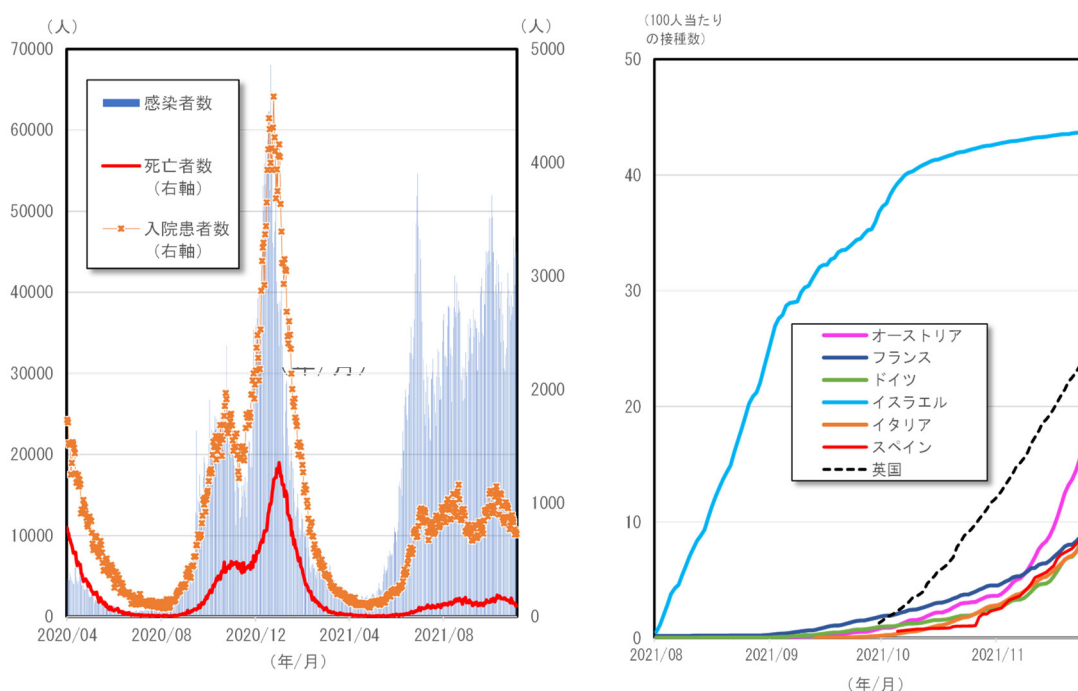 (人)
(人)
70000
60000
50000
40000
30000
20000
10000
0
5000
4000
3000
2000
1000
0
感染者数
死亡者数
(右軸)
入院患者数
(右軸)
(年/月)
2020/04
2020/08
2020/12
2021/04
2021/08
(年/月)
(100人当たり
の接種数)
50
40
30
20
10
0
オーストリア
フランス
ドイツ
イスラエル
イタリア
スペイン
英国
2021/08
2021/09
2021/10
2021/11
(年/月)